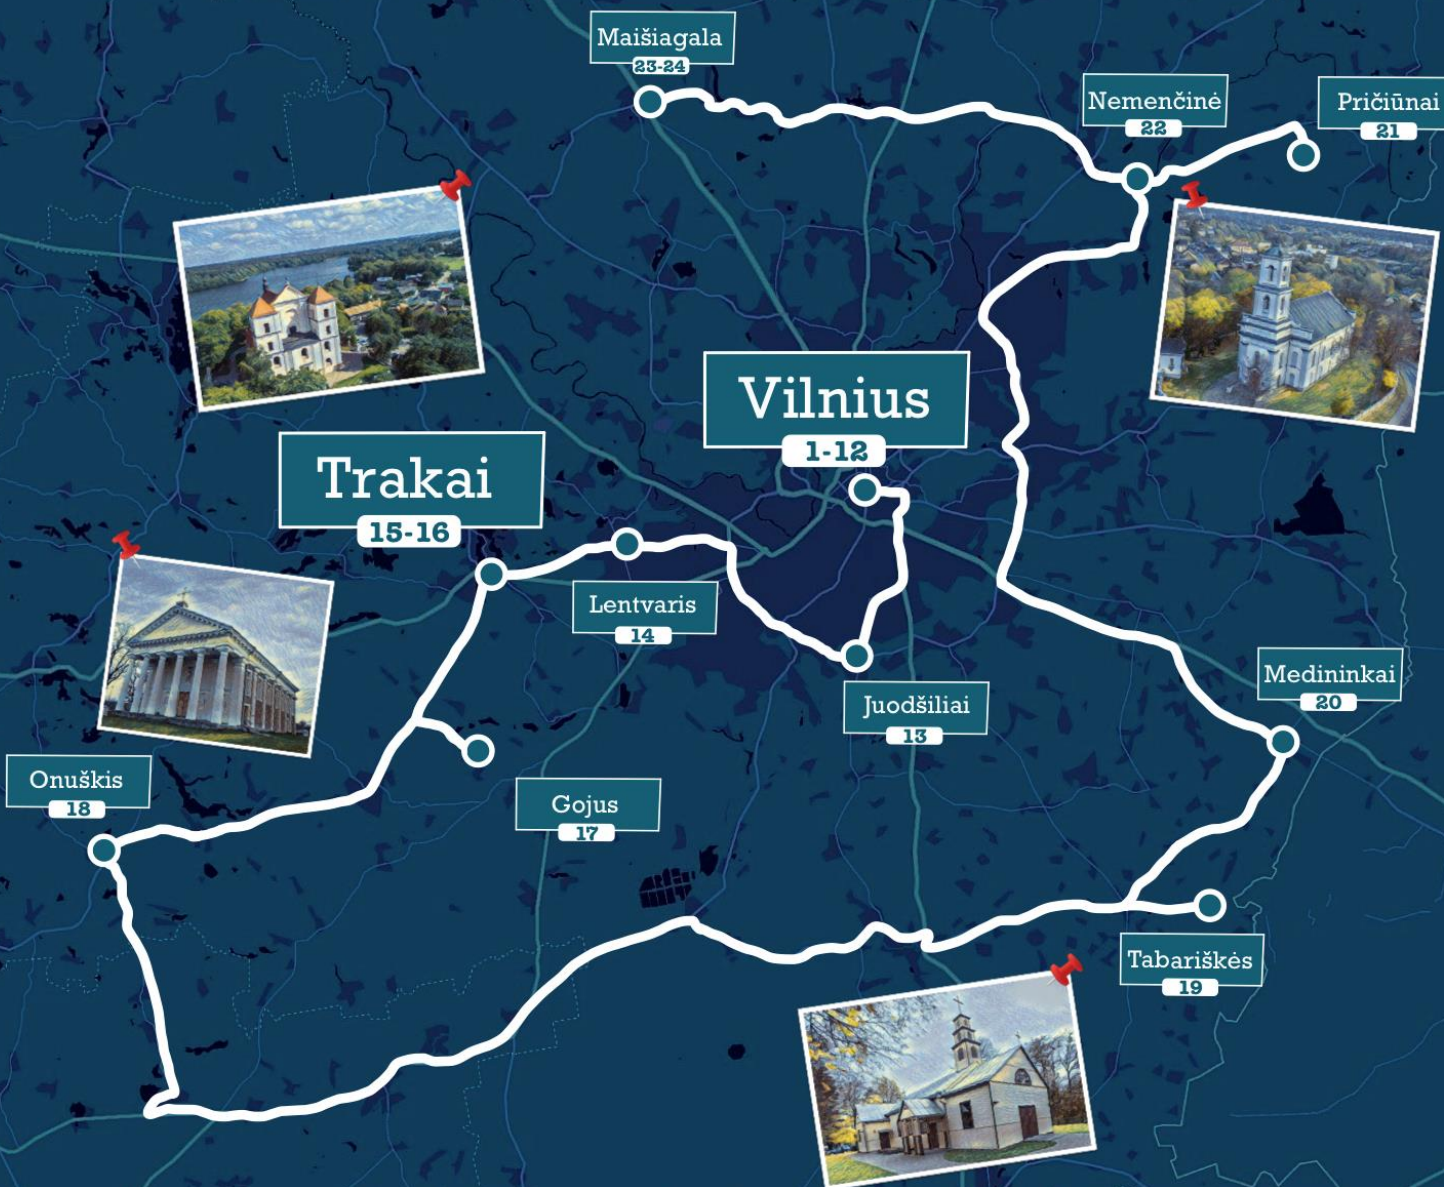 Maišiagala
23-24
Nemenčinė
22
Pričiūnai
21
Vilnius
1-12
Trakai
15-16
Lentvaris
14
Juodšiliai
13
Medininkai
20
Onuškis
18
Gojus
17
Tabariškės
19